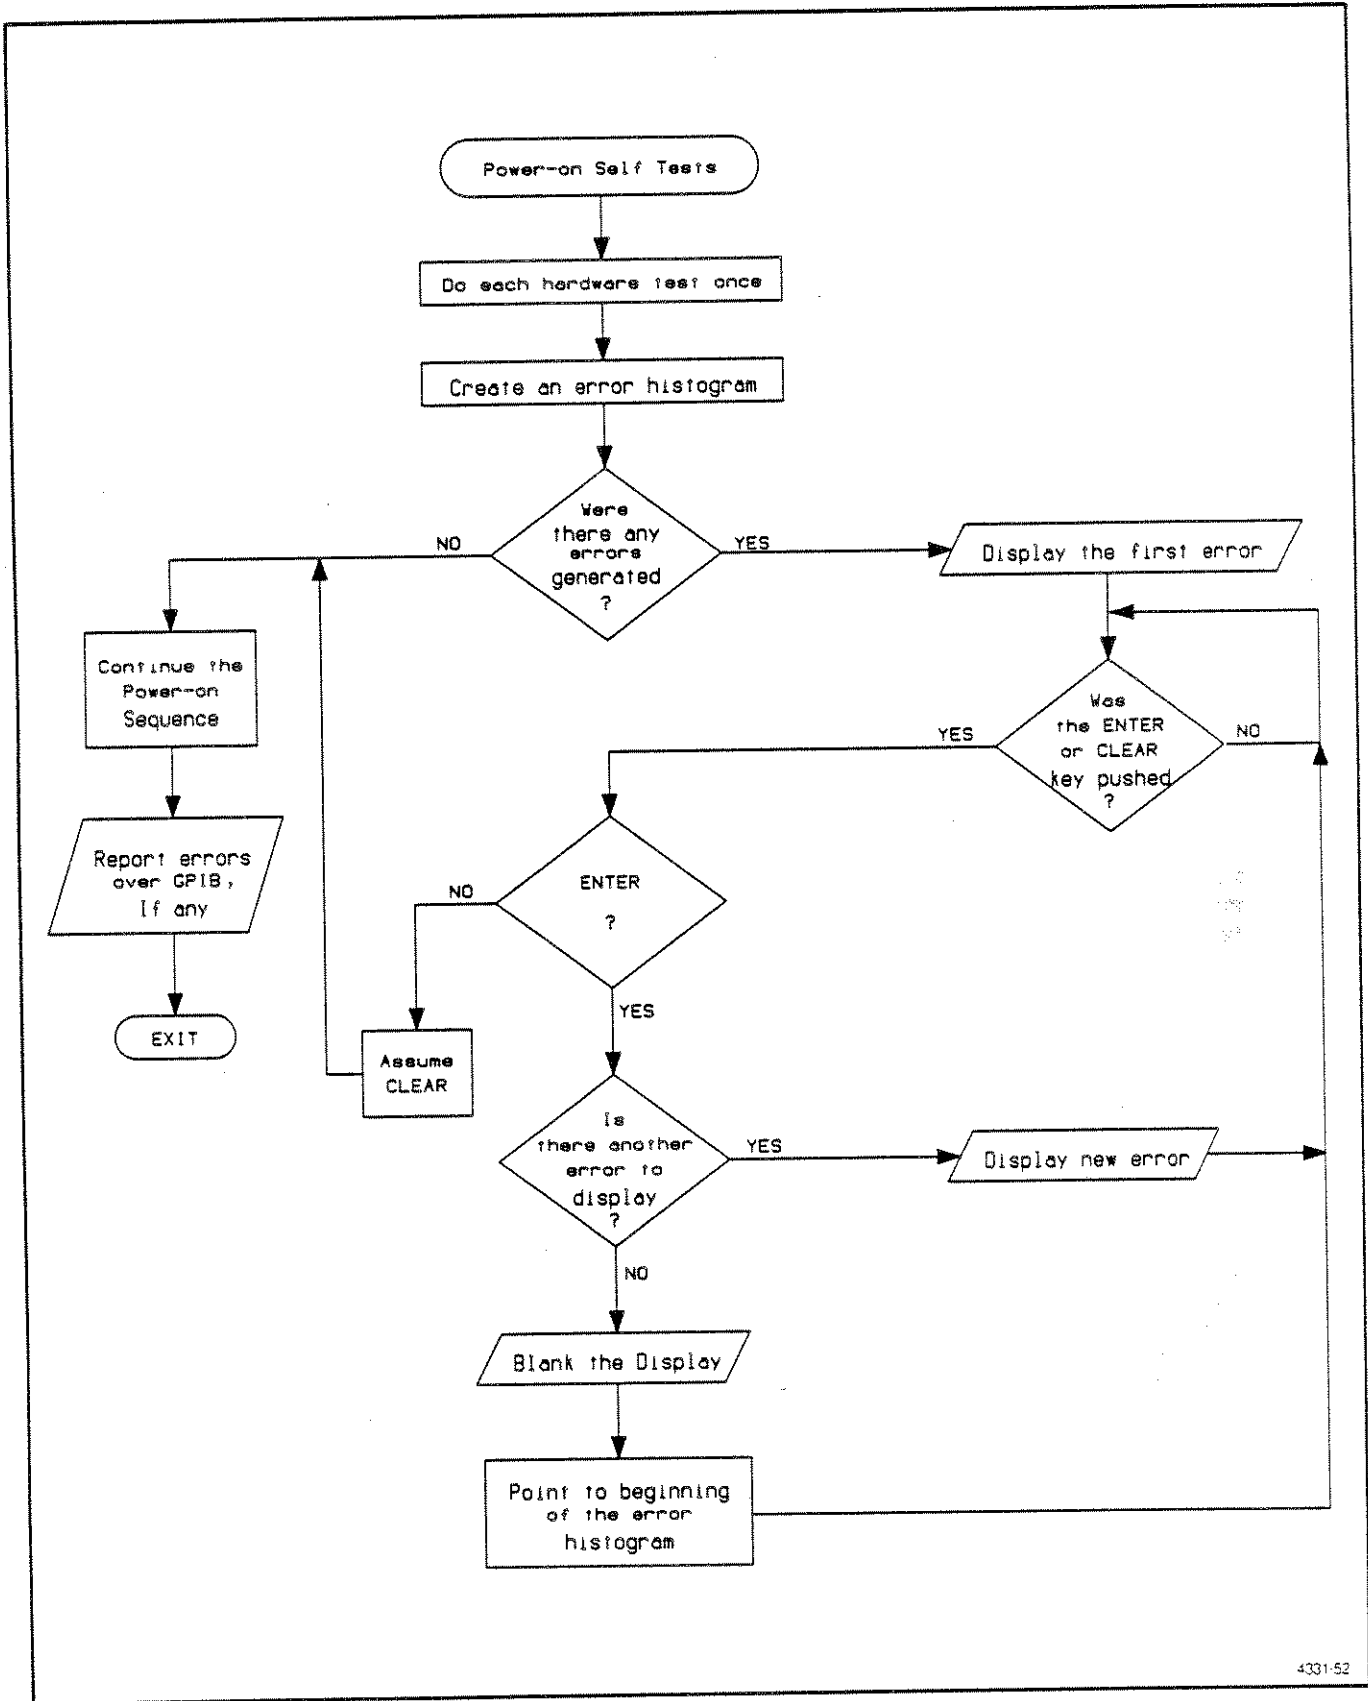 Power-on Self Tests
Do each hardware test once
Create an error histogram
Were
there any
errors
generated
?
NO
YES
Display the first error
Continue the
Power-on
Sequence
Was
the ENTER
or CLEAR
key pushed
?
YES
NO
Report errors
over GPIB,
If any
ENTER
?
NO
YES
EXIT
Assume
CLEAR
Is
there another
error to
display
?
YES
Display new error
NO
Blank the Display
Point to beginning
of the error
histogram
4331-52